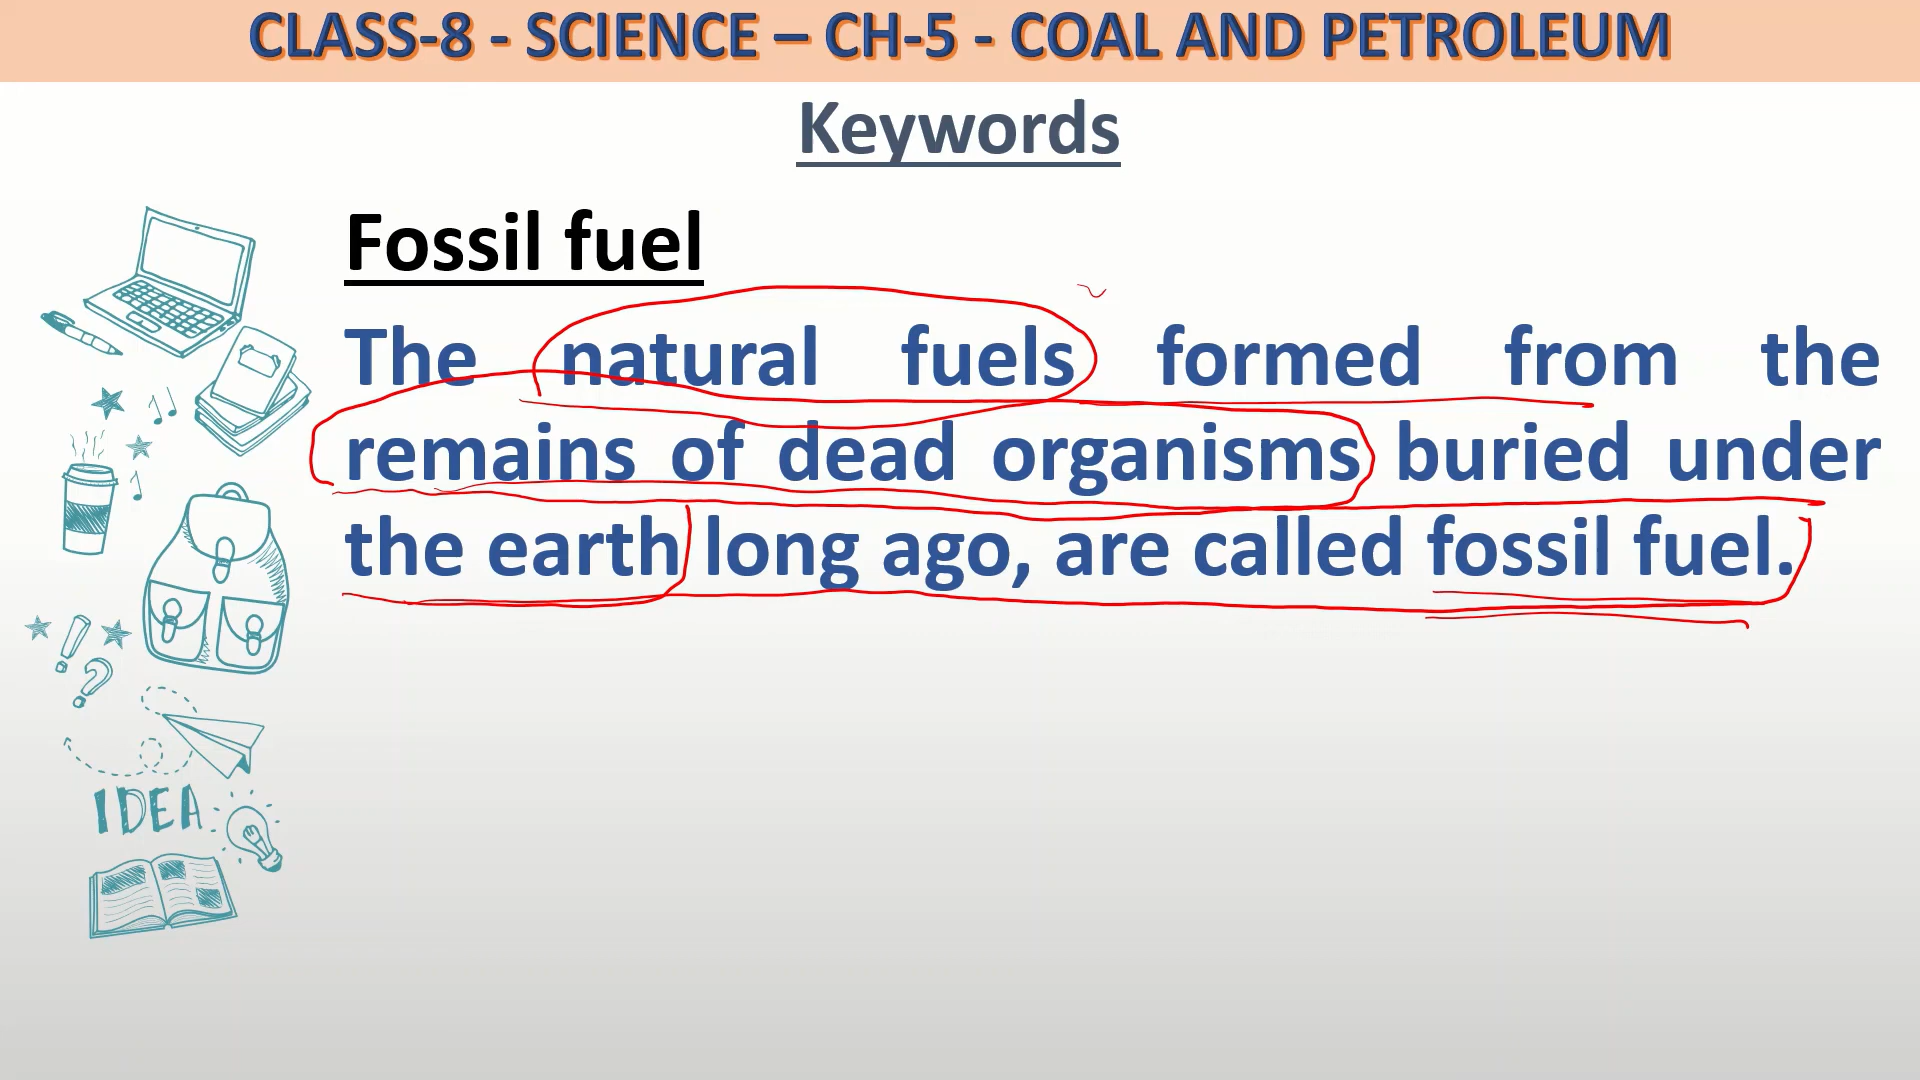 CLASS-8 - SCIENCE – CH-5 - COAL AND PETROLEUM
Keywords
Fossil fuel
The natural fuels formed from the
remains of dead organisms buried under
the earth long ago, are called fossil fuel.
IDEA